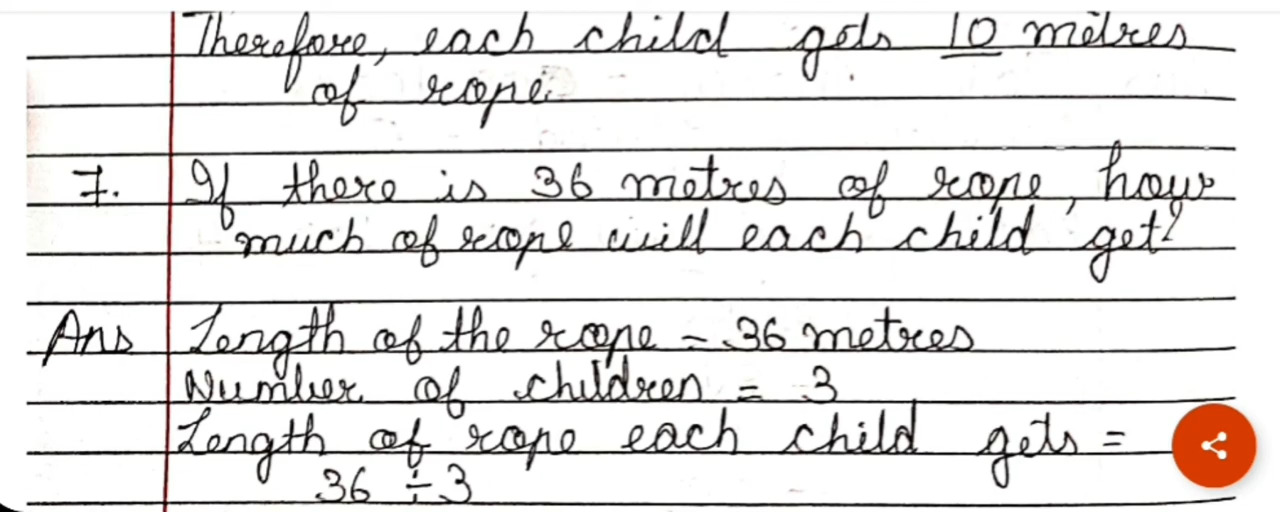 Therefore, each child gets 10 metres
of rope.
7. If there is 36 metres of rope, how
much of rope will each child get?
Ans Length of the rope = 36 metres
Number of children = 3
Length of rope each child gets =
36 ÷ 3